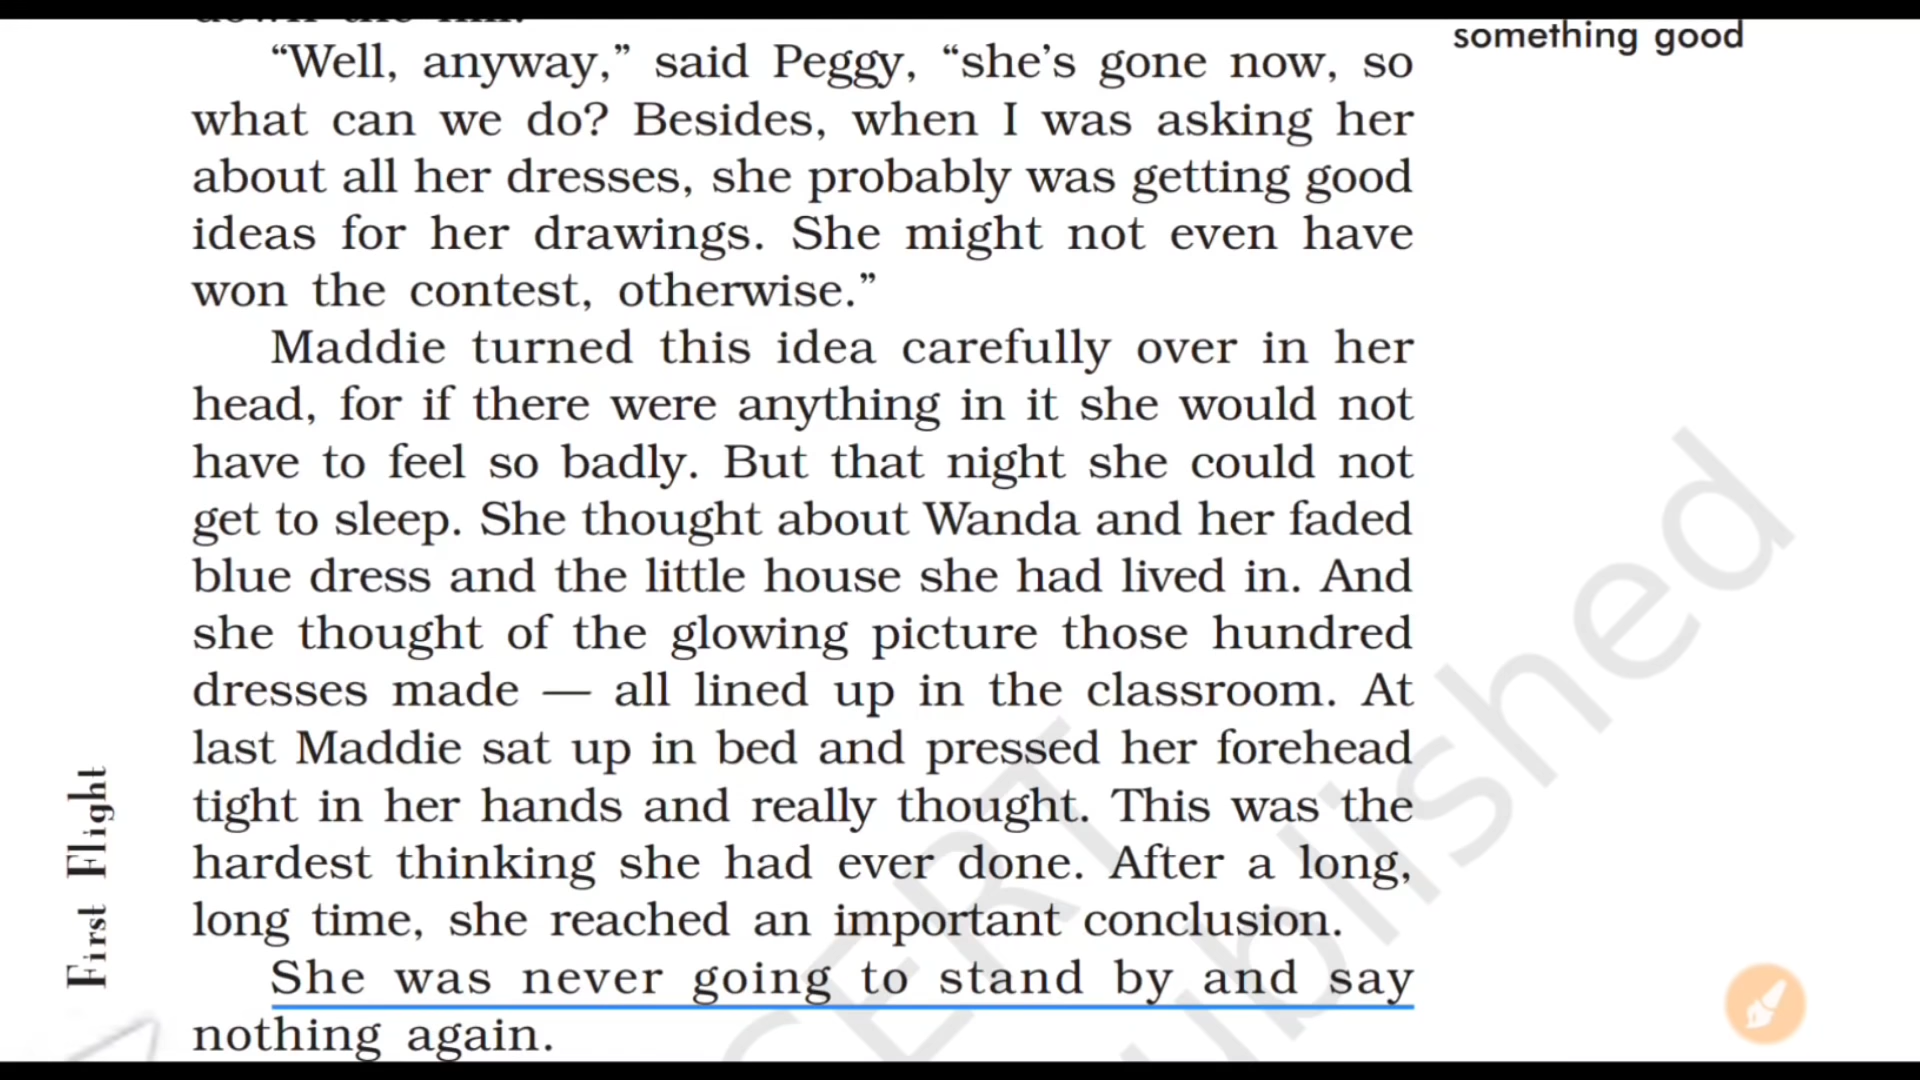 down the hill.
something good
“Well, anyway,” said Peggy, “she’s gone now, so
what can we do? Besides, when I was asking her
about all her dresses, she probably was getting good
ideas for her drawings. She might not even have
won the contest, otherwise.”
Maddie turned this idea carefully over in her
head, for if there were anything in it she would not
have to feel so badly. But that night she could not
get to sleep. She thought about Wanda and her faded
blue dress and the little house she had lived in. And
she thought of the glowing picture those hundred
dresses made — all lined up in the classroom. At
last Maddie sat up in bed and pressed her forehead
tight in her hands and really thought. This was the
hardest thinking she had ever done. After a long,
long time, she reached an important conclusion.
She was never going to stand by and say
nothing again.
First Flight